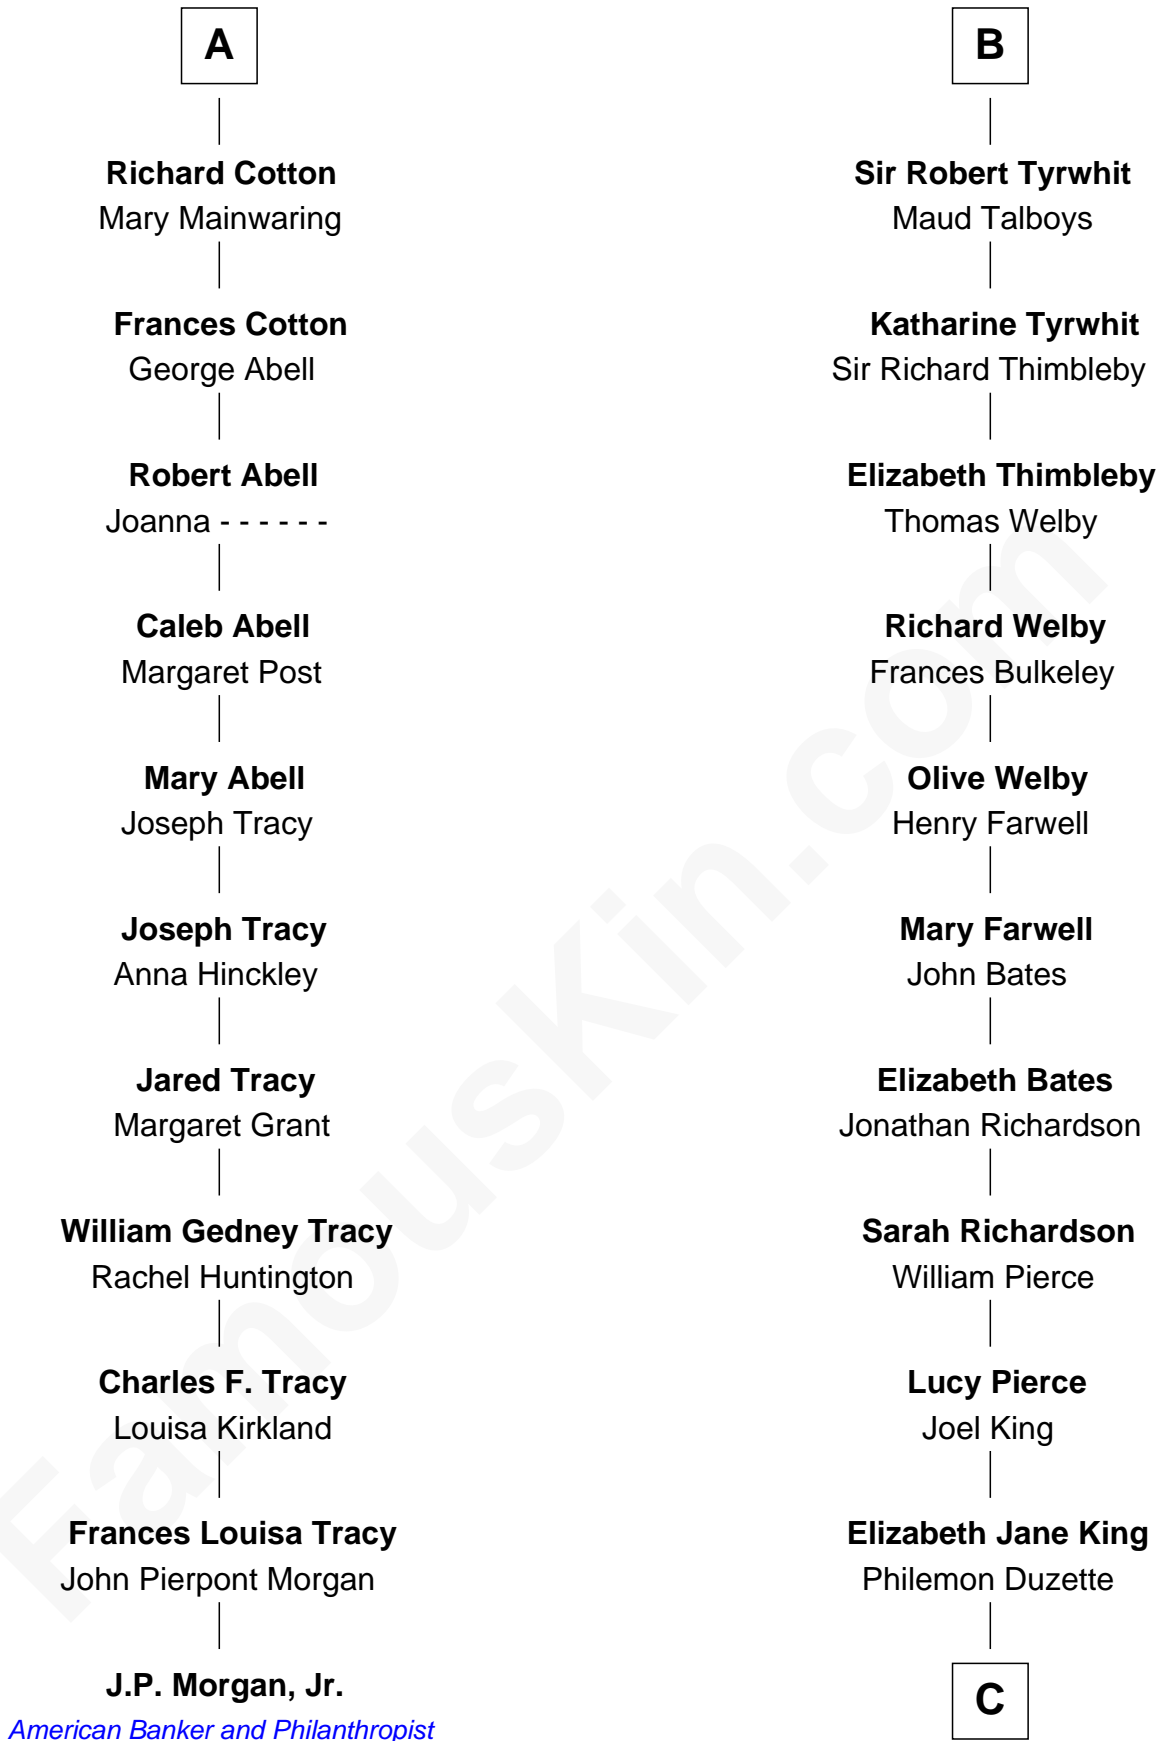 A
Richard Cotton
Mary Mainwaring
Frances Cotton
George Abell
Robert Abell
Joanna - - - - - -
Caleb Abell
Margaret Post
Mary Abell
Joseph Tracy
Joseph Tracy
Anna Hinckley
Jared Tracy
Margaret Grant
William Gedney Tracy
Rachel Huntington
Charles F. Tracy
Louisa Kirkland
Frances Louisa Tracy
John Pierpont Morgan
J.P. Morgan, Jr.
American Banker and Philanthropist
B
Sir Robert Tyrwhit
Maud Talboys
Katharine Tyrwhit
Sir Richard Thimbleby
Elizabeth Thimbleby
Thomas Welby
Richard Welby
Frances Bulkeley
Olive Welby
Henry Farwell
Mary Farwell
John Bates
Elizabeth Bates
Jonathan Richardson
Sarah Richardson
William Pierce
Lucy Pierce
Joel King
Elizabeth Jane King
Philemon Duzette
C
FamousKin.com